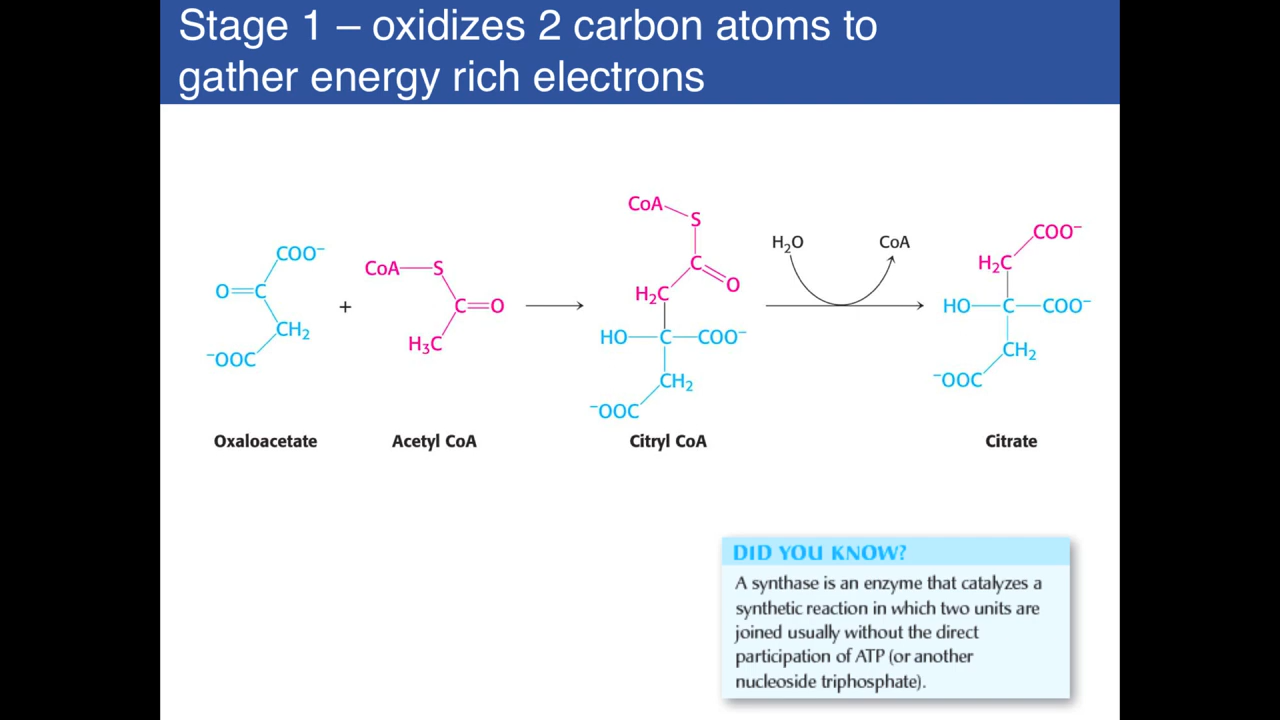 Stage 1 – oxidizes 2 carbon atoms to
gather energy rich electrons
COO⁻
O=C
CH₂
⁻OOC
Oxaloacetate
+
CoA—S
C=O
H₃C
Acetyl CoA
CoA
S
C
O
H₂C
HO—C—COO⁻
CH₂
⁻OOC
Citryl CoA
H₂O
CoA
COO⁻
H₂C
HO—C—COO⁻
CH₂
⁻OOC
Citrate
DID YOU KNOW?
A synthase is an enzyme that catalyzes a
synthetic reaction in which two units are
joined usually without the direct
participation of ATP (or another
nucleoside triphosphate).